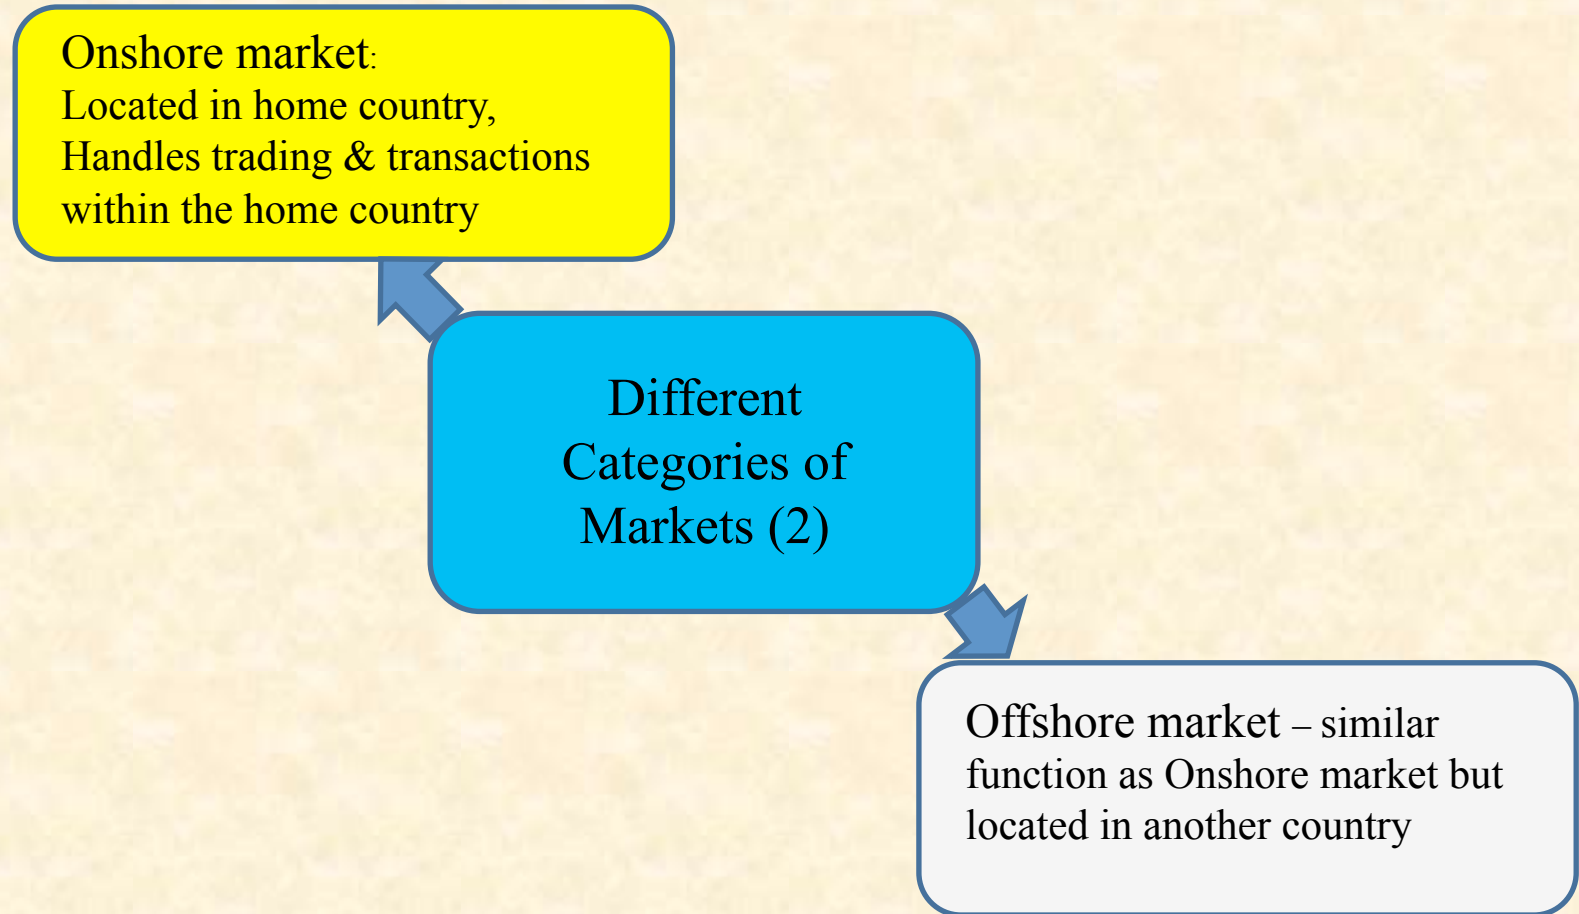 Onshore market:
Located in home country,
Handles trading & transactions
within the home country
Different
Categories of
Markets (2)
Offshore market – similar
function as Onshore market but
located in another country